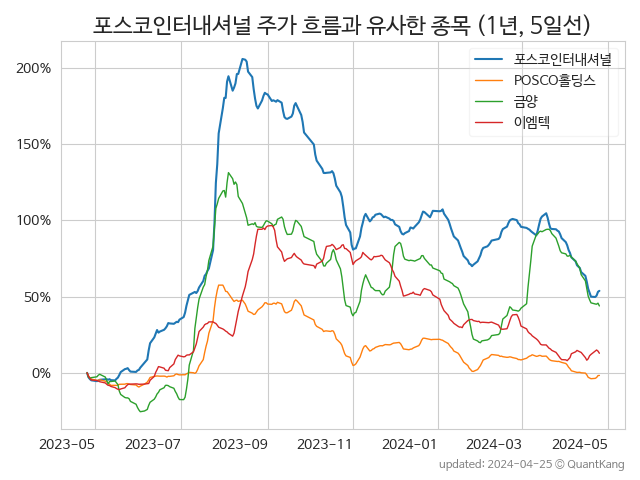 포스코인터내셔널 주가 흐름과 유사한 종목 (1년, 5일선)
포스코인터내셔널
POSCO홀딩스
금양
이엠텍
200%
150%
100%
50%
0%
2023-05 2023-07 2023-09 2023-11 2024-01 2024-03 2024-05
updated: 2024-04-25 © QuantKang